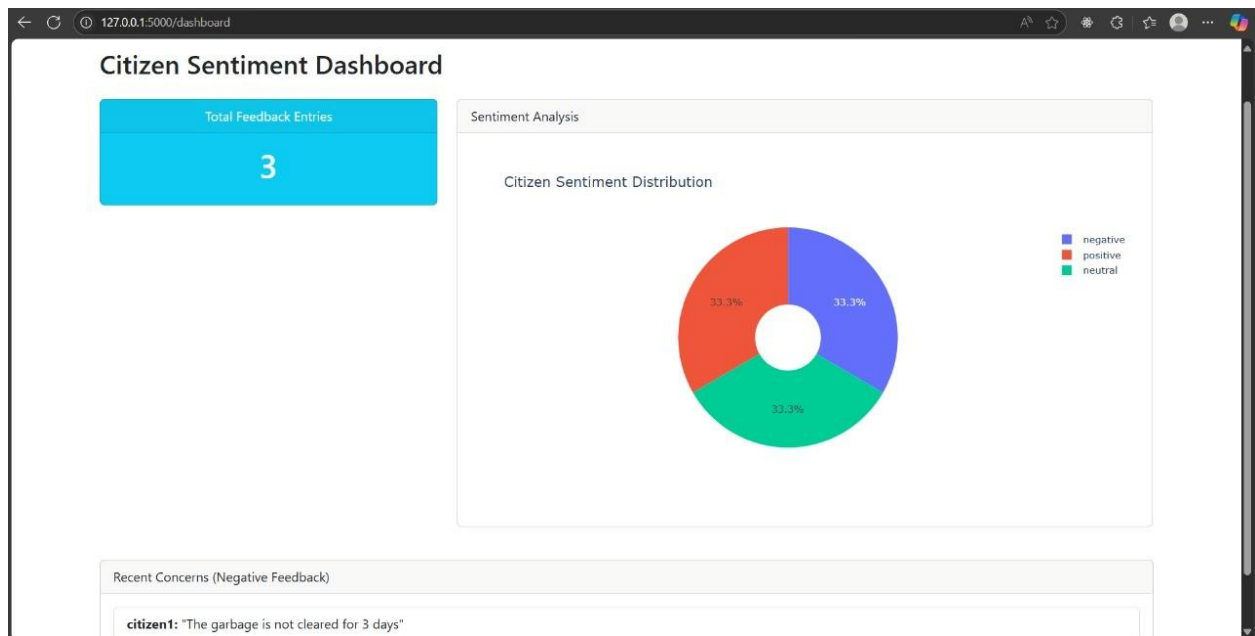 127.0.0.1:5000/dashboard
Citizen Sentiment Dashboard
Total Feedback Entries
3
Sentiment Analysis
Citizen Sentiment Distribution
negative
positive
neutral
33.3%
33.3%
33.3%
Recent Concerns (Negative Feedback)
citizen1: "The garbage is not cleared for 3 days"